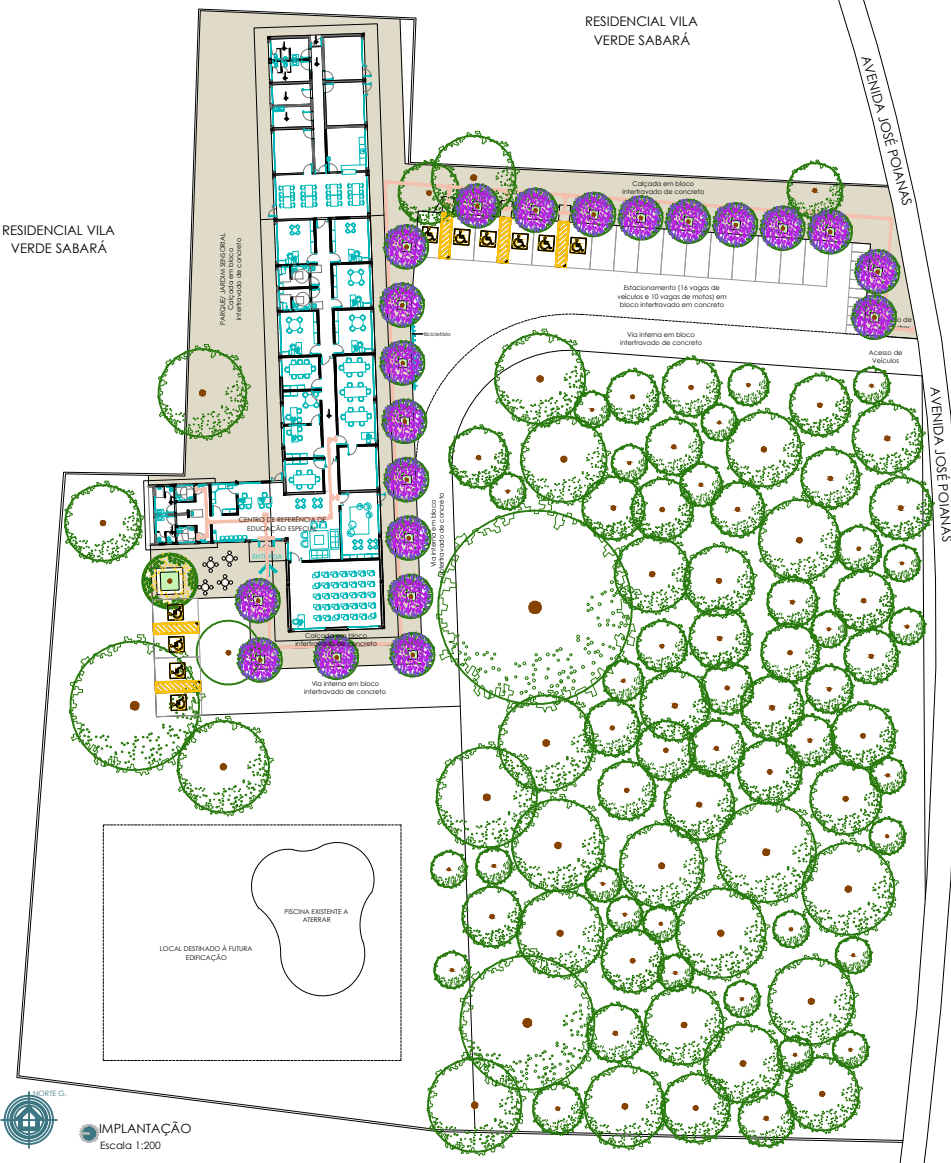 RESIDENCIAL VILA
VERDE SABARÁ
AVENIDA JOSÉ POIANAS
RESIDENCIAL VILA
VERDE SABARÁ
PARQUE/ JARDIM SENSORIAL
Calçada em bloco
intertravado de concreto
Calçada em bloco
intertravado de concreto
Estacionamento (16 vagas de
veículos e 10 vagas de motos) em
bloco intertravado em concreto
Bicicletário
Via interna em bloco
intertravado de concreto
Acesso de
Veículos
AVENIDA JOSÉ POIANAS
Via interna em bloco
intertravado de concreto
CENTRO DE REFERÊNCIA DE
EDUCAÇÃO ESPECIAL
ENTRADA
Calçada em bloco
intertravado de concreto
Via interna em bloco
intertravado de concreto
PISCINA EXISTENTE A
ATERRAR
LOCAL DESTINADO À FUTURA
EDIFICAÇÃO
NORTE G.
IMPLANTAÇÃO
Escala 1:200